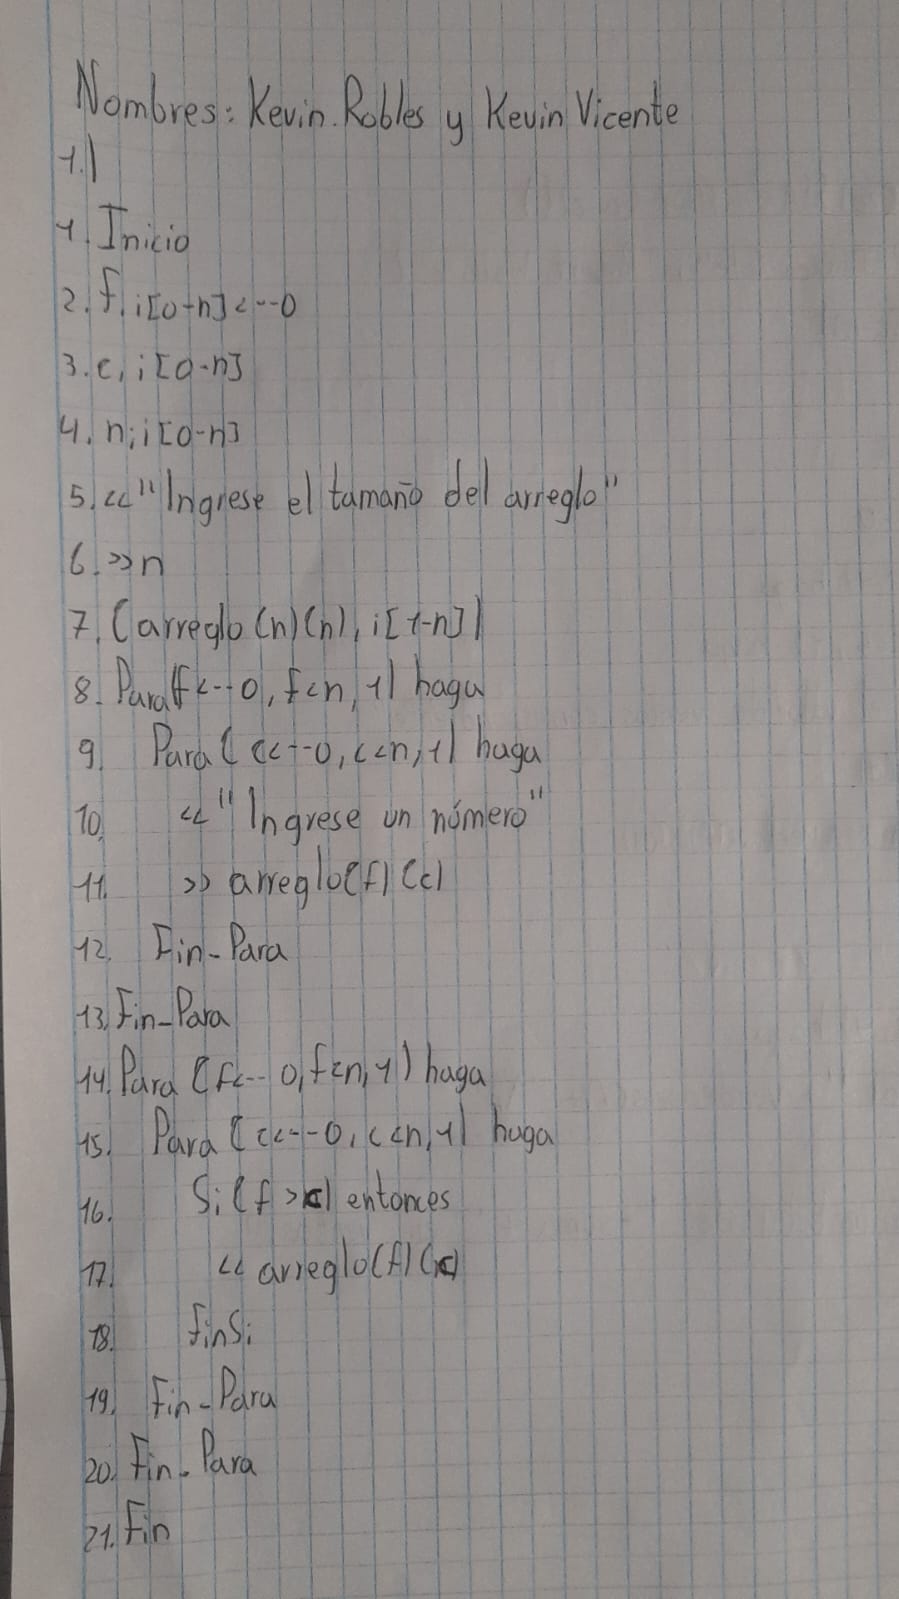 Nombres: Kevin Robles y Kevin Vicente
1.)
1. Inicio
2. f, i[0-n] <--0
3. c, i[0-n]
4. n; i[0-n]
5. <<"Ingrese el tamaño del arreglo"
6. >>n
7. (arreglo(n)(n), i[1-n])
8. Para(f<--0, f<n, 1) haga
9. Para (c<--0, c<n, 1) haga
10. <<"Ingrese un número"
11. >> arreglo(f)(c)
12. Fin-Para
13. Fin-Para
14. Para (f<--0, f<n, 1) haga
15. Para (c<--0, c<n, 1) haga
16. Si(f>c) entonces
17. << arreglo(f)(c)
18. FinSi
19. Fin-Para
20. Fin-Para
21. Fin